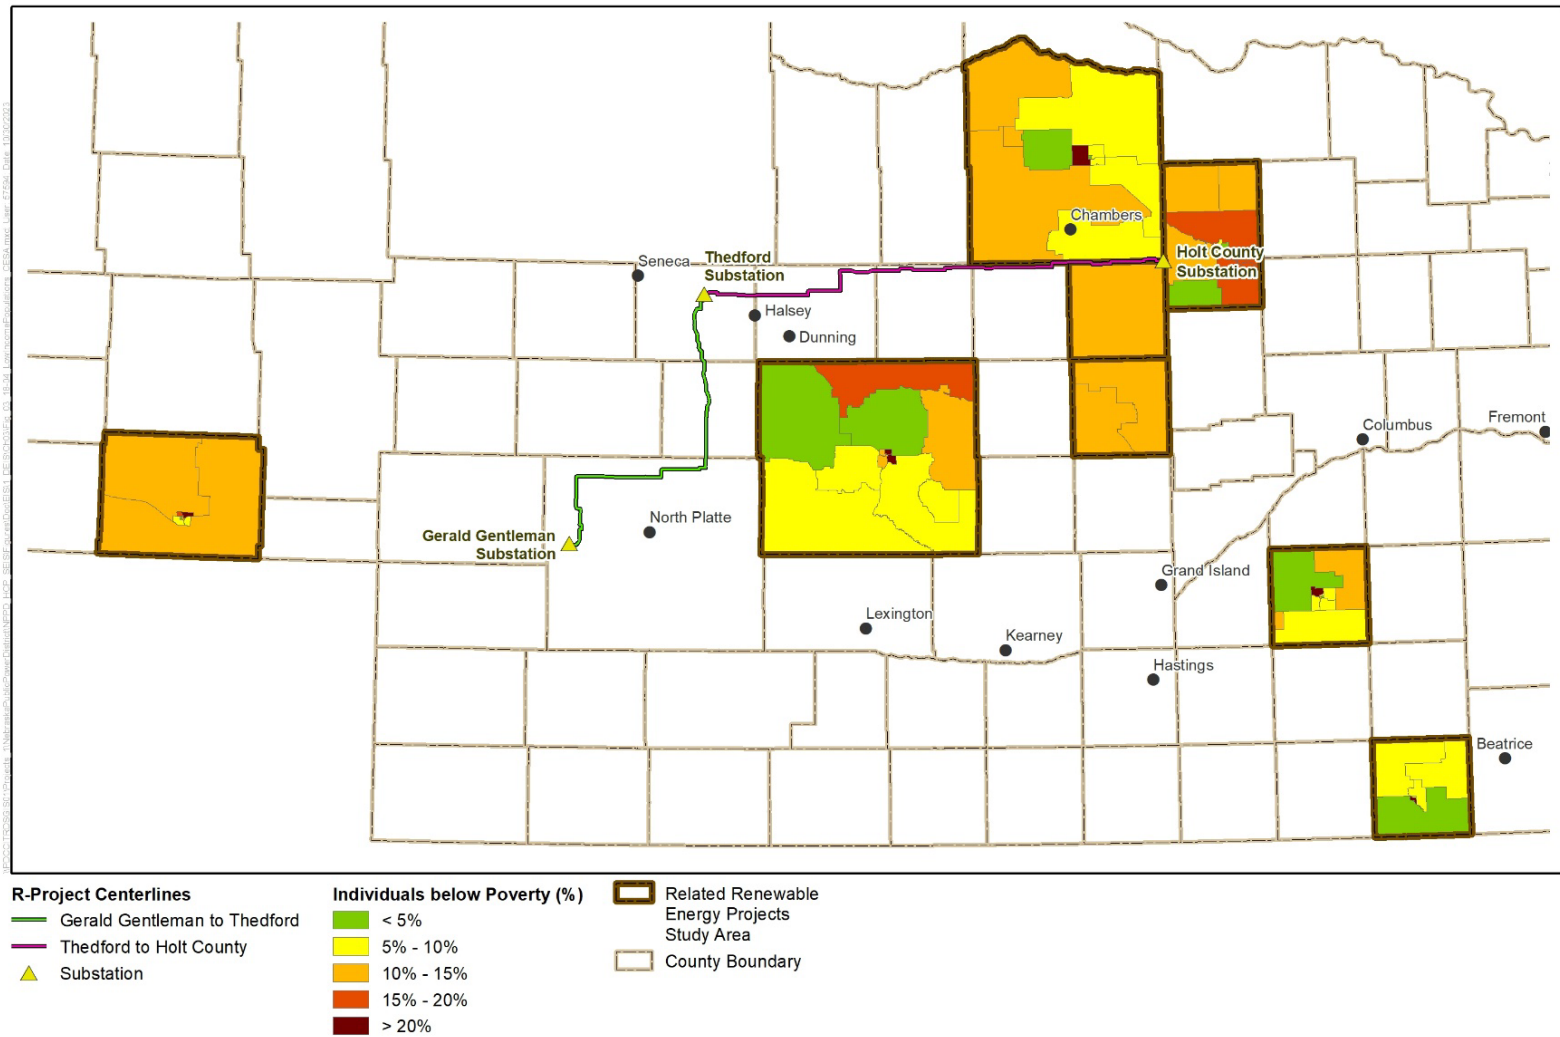 Chambers
Holt County
Substation
Seneca
Thedford
Substation
Halsey
Dunning
Columbus
Fremont
North Platte
Gerald Gentleman
Substation
Grand Island
Lexington
Kearney
Hastings
Beatrice
R-Project Centerlines
Gerald Gentleman to Thedford
Thedford to Holt County
Substation
Individuals below Poverty (%)
< 5%
5% - 10%
10% - 15%
15% - 20%
> 20%
Related Renewable
Energy Projects
Study Area
County Boundary